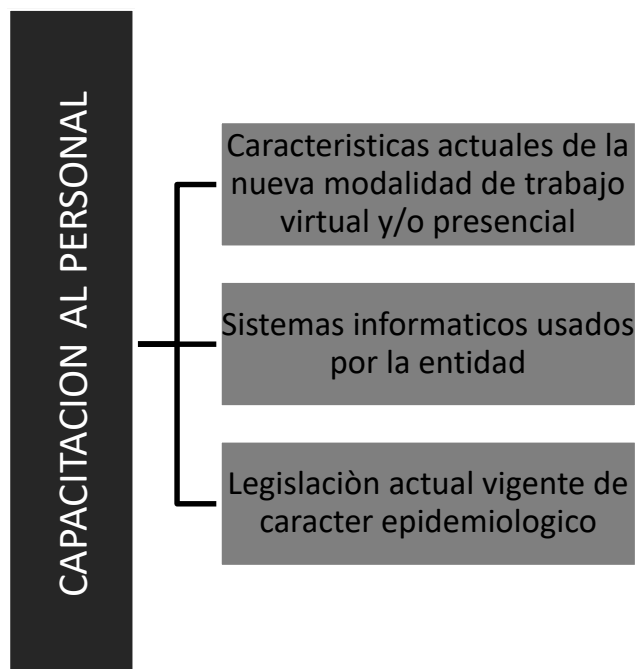 CAPACITACION AL PERSONAL
Caracteristicas actuales de la
nueva modalidad de trabajo
virtual y/o presencial
Sistemas informaticos usados
por la entidad
Legislaciòn actual vigente de
caracter epidemiologico